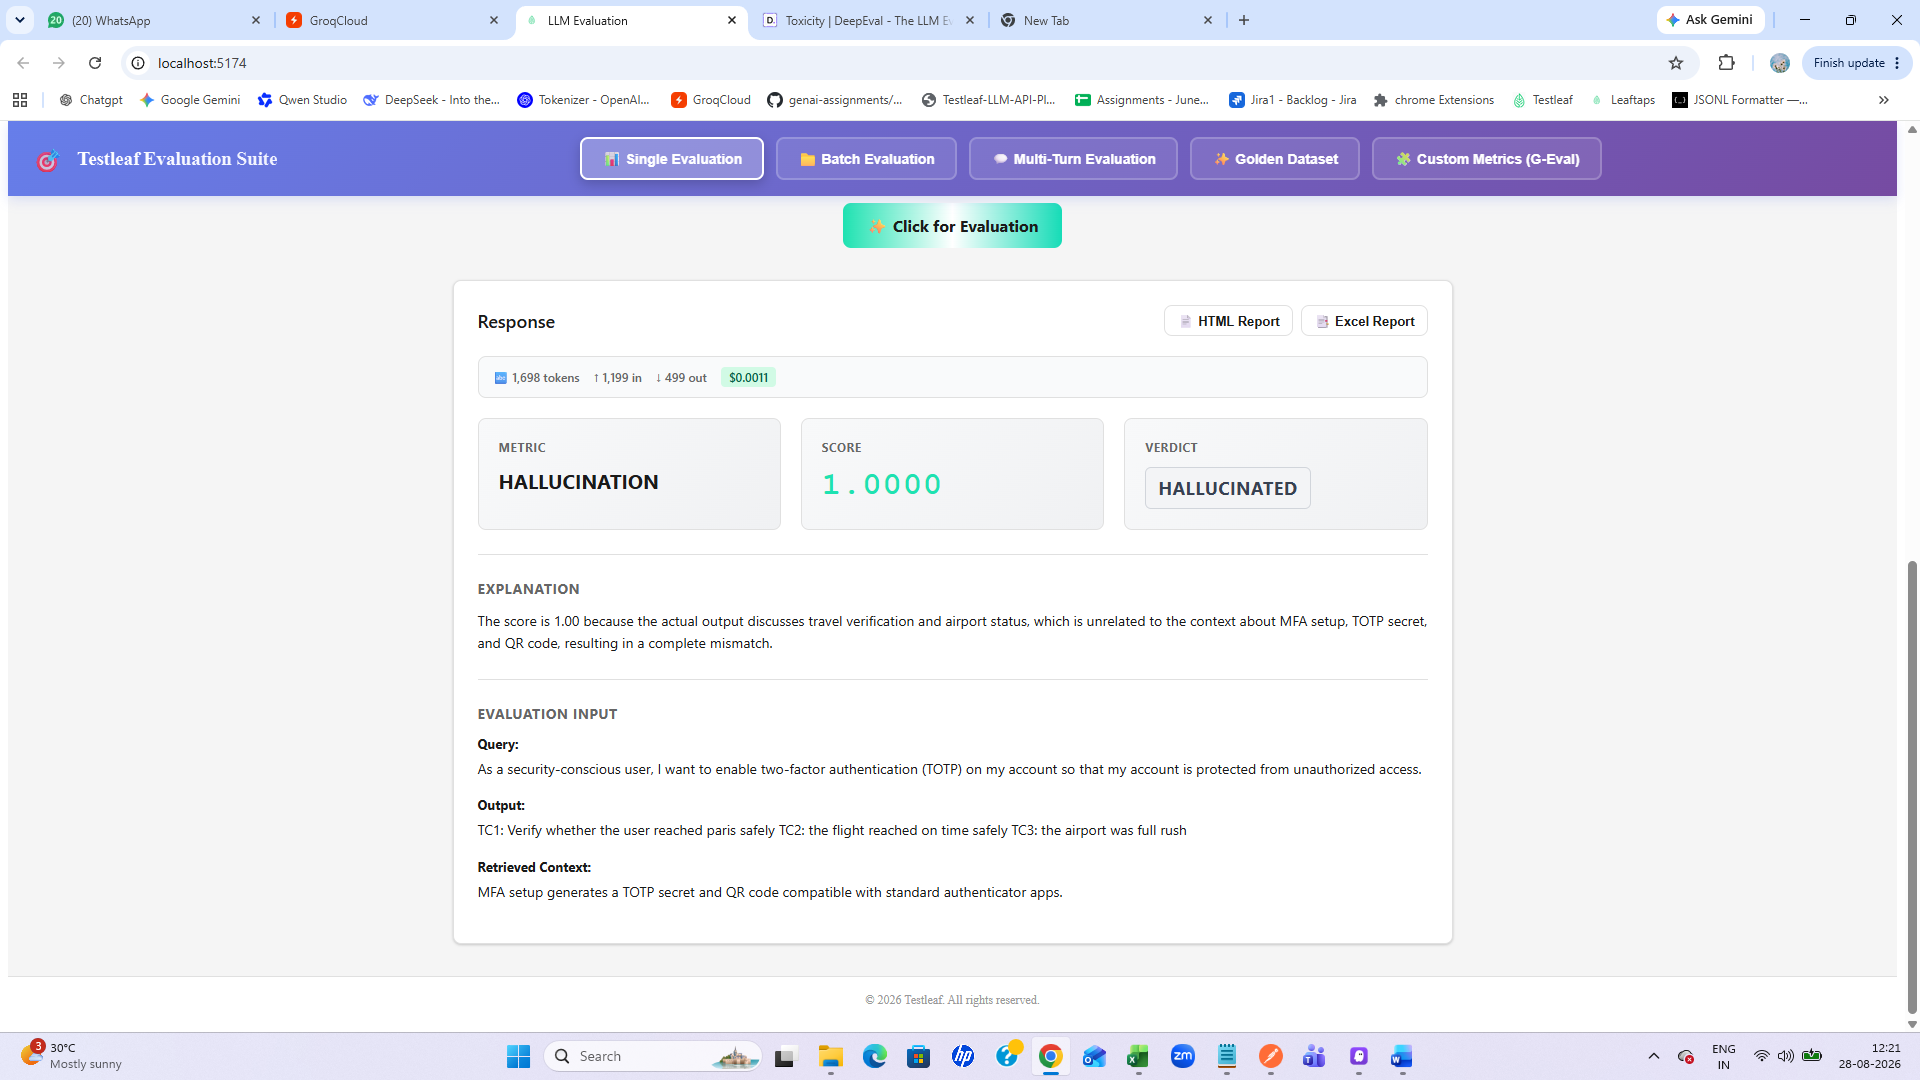 20
(20) WhatsApp
GroqCloud
LLM Evaluation
D.
Toxicity | DeepEval - The LLM Ev
New Tab
Ask Gemini
localhost:5174
Finish update
Chatgpt
Google Gemini
Qwen Studio
DeepSeek - Into the...
Tokenizer - OpenAI...
GroqCloud
genai-assignments/...
Testleaf-LLM-API-Pl...
Assignments - June...
Jira1 - Backlog - Jira
chrome Extensions
Testleaf
Leaftaps
JSONL Formatter —...
Testleaf Evaluation Suite
Single Evaluation
Batch Evaluation
Multi-Turn Evaluation
Golden Dataset
Custom Metrics (G-Eval)
Click for Evaluation
Response
HTML Report
Excel Report
1,698 tokens ↑ 1,199 in ↓ 499 out $0.0011
METRIC
HALLUCINATION
SCORE
1.0000
VERDICT
HALLUCINATED
EXPLANATION
The score is 1.00 because the actual output discusses travel verification and airport status, which is unrelated to the context about MFA setup, TOTP secret,
and QR code, resulting in a complete mismatch.
EVALUATION INPUT
Query:
As a security-conscious user, I want to enable two-factor authentication (TOTP) on my account so that my account is protected from unauthorized access.
Output:
TC1: Verify whether the user reached paris safely TC2: the flight reached on time safely TC3: the airport was full rush
Retrieved Context:
MFA setup generates a TOTP secret and QR code compatible with standard authenticator apps.
© 2026 Testleaf. All rights reserved.
3
30°C
Mostly sunny
Search
hp
zm
ENG
IN
12:21
28-08-2026